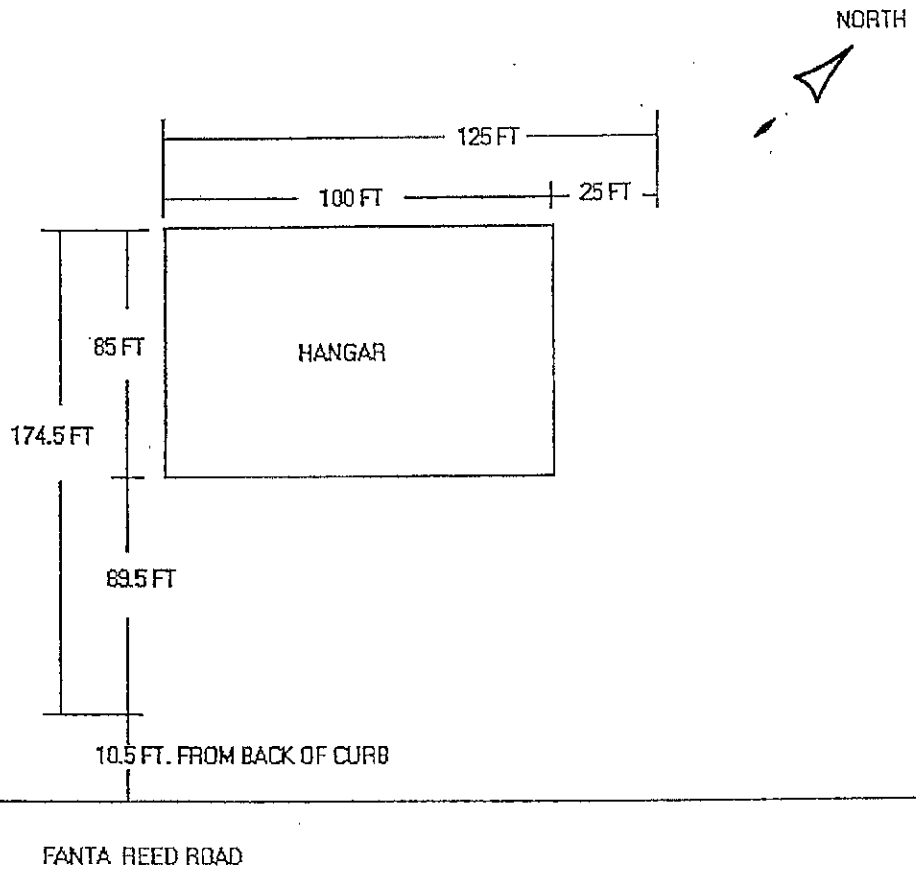 NORTH
125 FT
100 FT
25 FT
85 FT
HANGAR
174.5 FT
89.5 FT
10.5 FT. FROM BACK OF CURB
FANTA REED ROAD